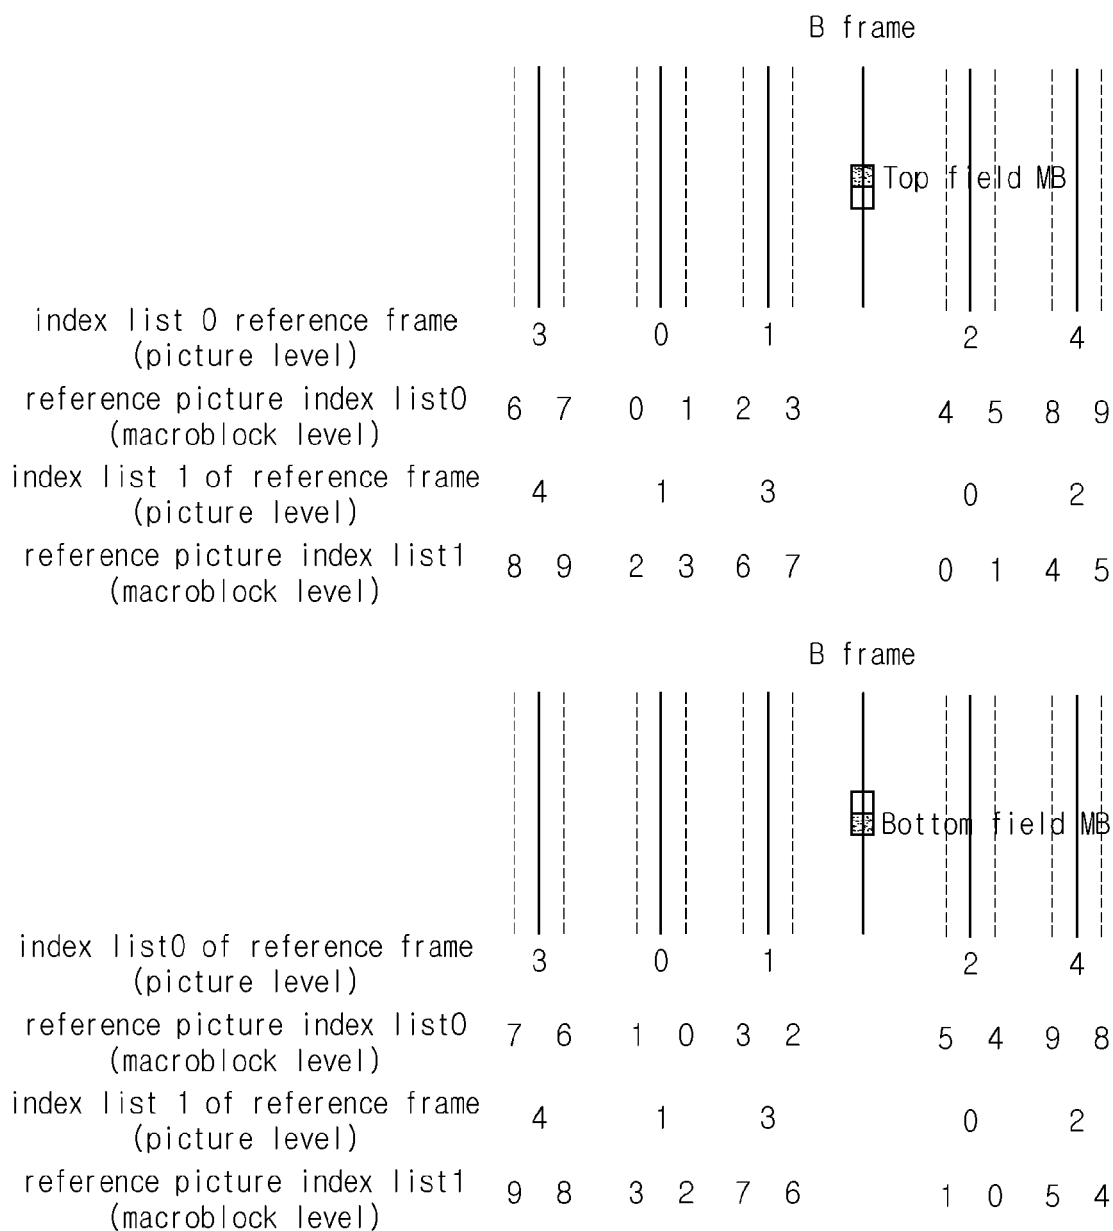 B frame
Top field MB
index list 0 reference frame
(picture level)
3 0 1 2 4
reference picture index list0
(macroblock level)
6 7 0 1 2 3 4 5 8 9
index list 1 of reference frame
(picture level)
4 1 3 0 2
reference picture index list1
(macroblock level)
8 9 2 3 6 7 0 1 4 5
B frame
Bottom field MB
index list0 of reference frame
(picture level)
3 0 1 2 4
reference picture index list0
(macroblock level)
7 6 1 0 3 2 5 4 9 8
index list 1 of reference frame
(picture level)
4 1 3 0 2
reference picture index list1
(macroblock level)
9 8 3 2 7 6 1 0 5 4